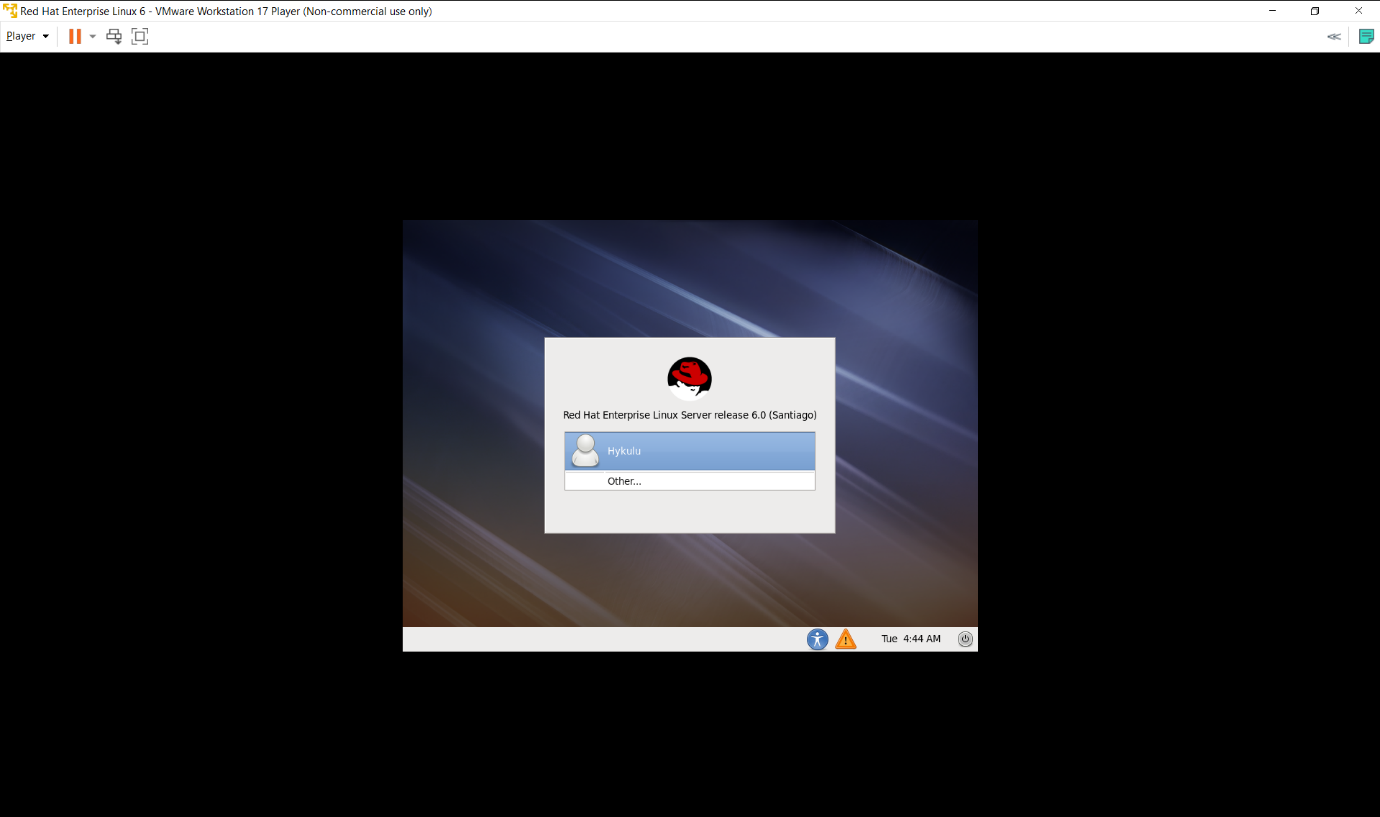 Red Hat Enterprise Linux 6 - VMware Workstation 17 Player (Non-commercial use only)
Player
Red Hat Enterprise Linux Server release 6.0 (Santiago)
Hykulu
Other...
Tue 4:44 AM